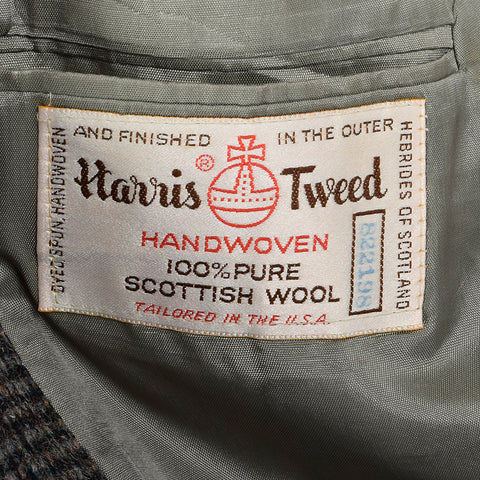 DYED, SPUN, HANDWOVEN
AND FINISHED
IN THE OUTER
HEBRIDES OF SCOTLAND
Harris ® Tweed
HANDWOVEN
100% PURE
SCOTTISH WOOL
TAILORED IN THE U.S.A.
822198